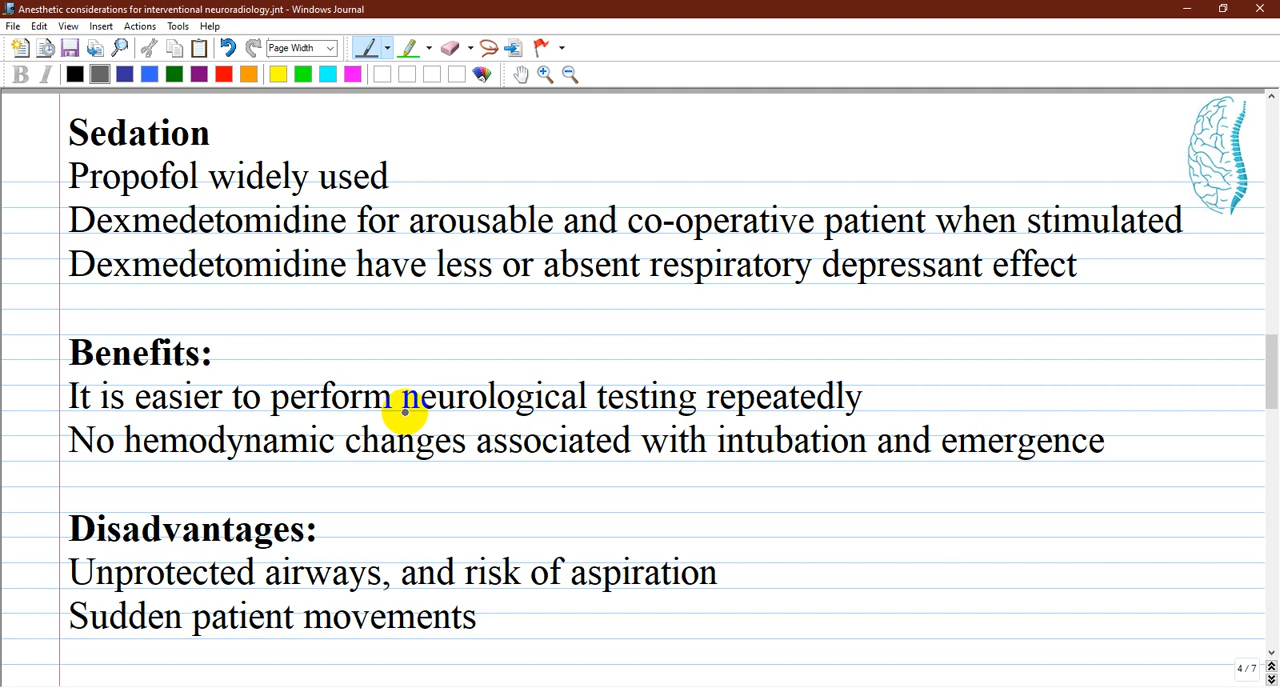 Anesthetic considerations for interventional neuroradiology.jnt - Windows Journal
File Edit View Insert Actions Tools Help
Page Width
B I
Sedation
Propofol widely used
Dexmedetomidine for arousable and co-operative patient when stimulated
Dexmedetomidine have less or absent respiratory depressant effect
Benefits:
It is easier to perform neurological testing repeatedly
No hemodynamic changes associated with intubation and emergence
Disadvantages:
Unprotected airways, and risk of aspiration
Sudden patient movements
4 / 7